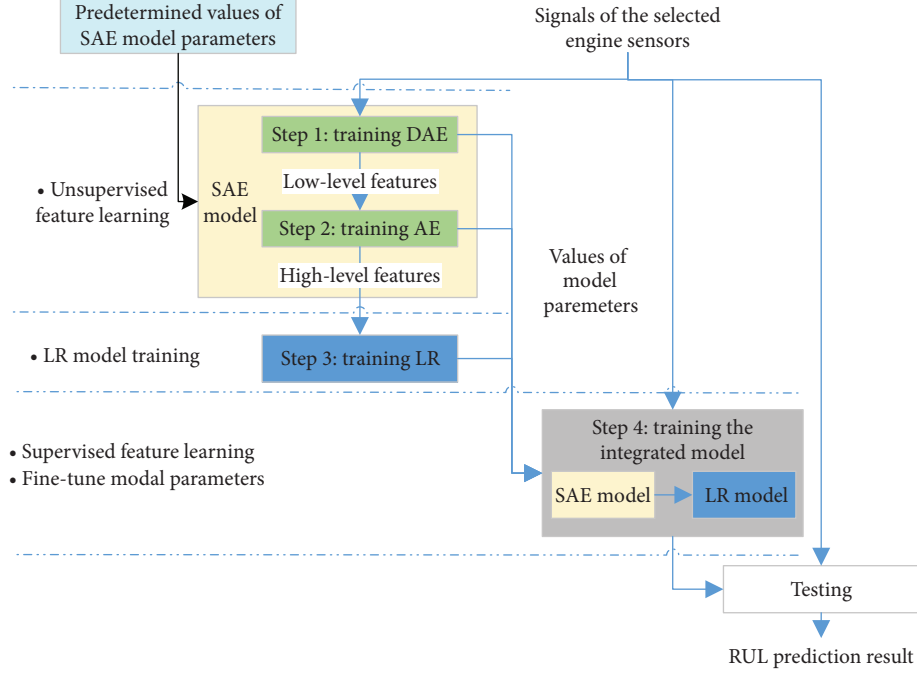 Predetermined values of
SAE model parameters
Signals of the selected
engine sensors
Step 1: training DAE
Low-level features
• Unsupervised
feature learning
SAE
model
Step 2: training AE
High-level features
Values of
model
paremeters
• LR model training
Step 3: training LR
• Supervised feature learning
• Fine-tune modal parameters
Step 4: training the
integrated model
SAE model
LR model
Testing
RUL prediction result